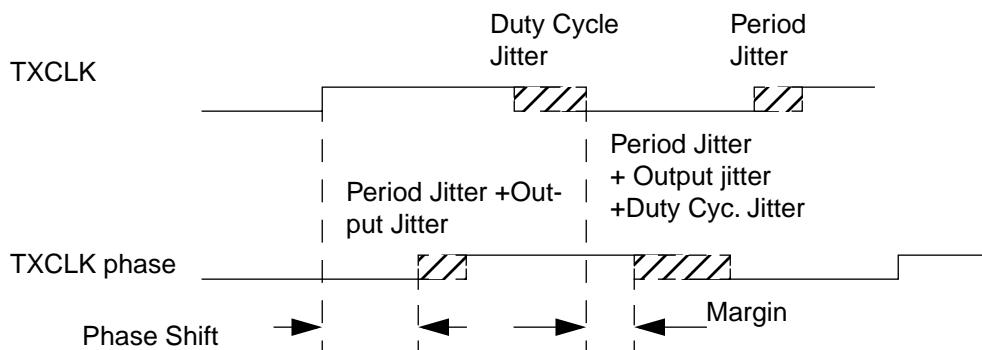 Duty Cycle
Jitter
Period
Jitter
TXCLK
Period Jitter
+ Output jitter
+Duty Cyc. Jitter
Period Jitter +Out-
put Jitter
TXCLK phase
Phase Shift
Margin